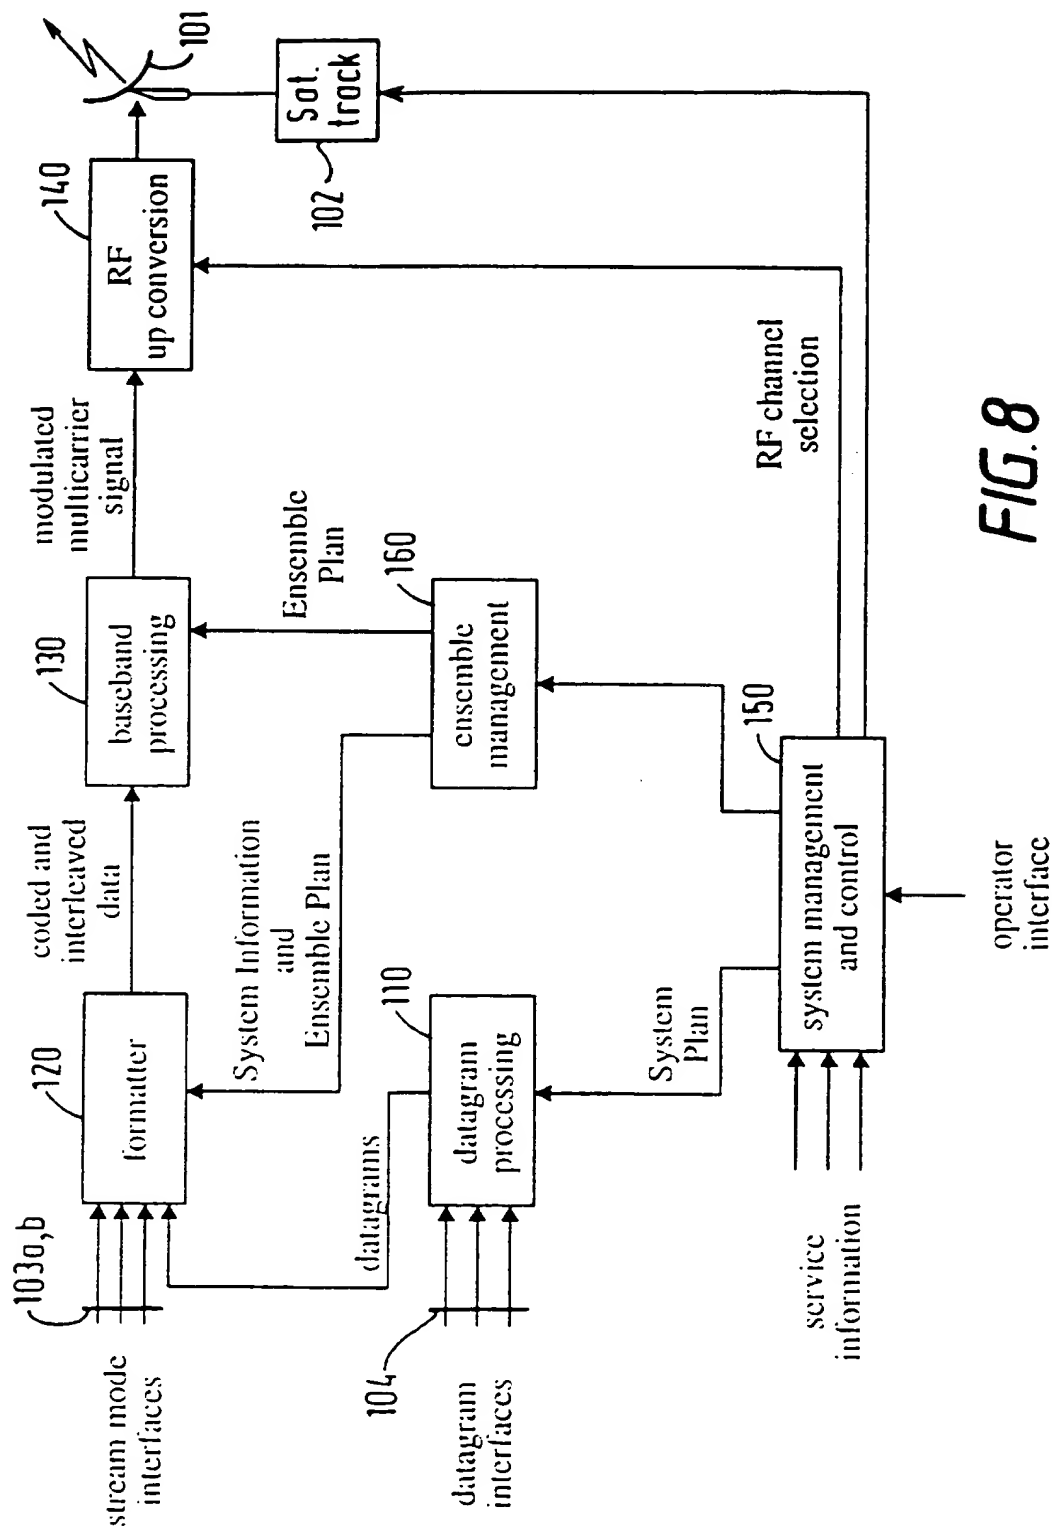 stream mode
interfaces
103a,b
120
formatter
coded and
interleaved
data
130
baseband
processing
modulated
multicarrier
signal
140
RF
up conversion
101
Sat.
track
102
datagrams
System Information
and
Ensemble Plan
Ensemble
Plan
datagram
interfaces
104
110
datagram
processing
160
ensemble
management
System
Plan
RF channel
selection
service
information
150
system management
and control
operator
interface
FIG. 8